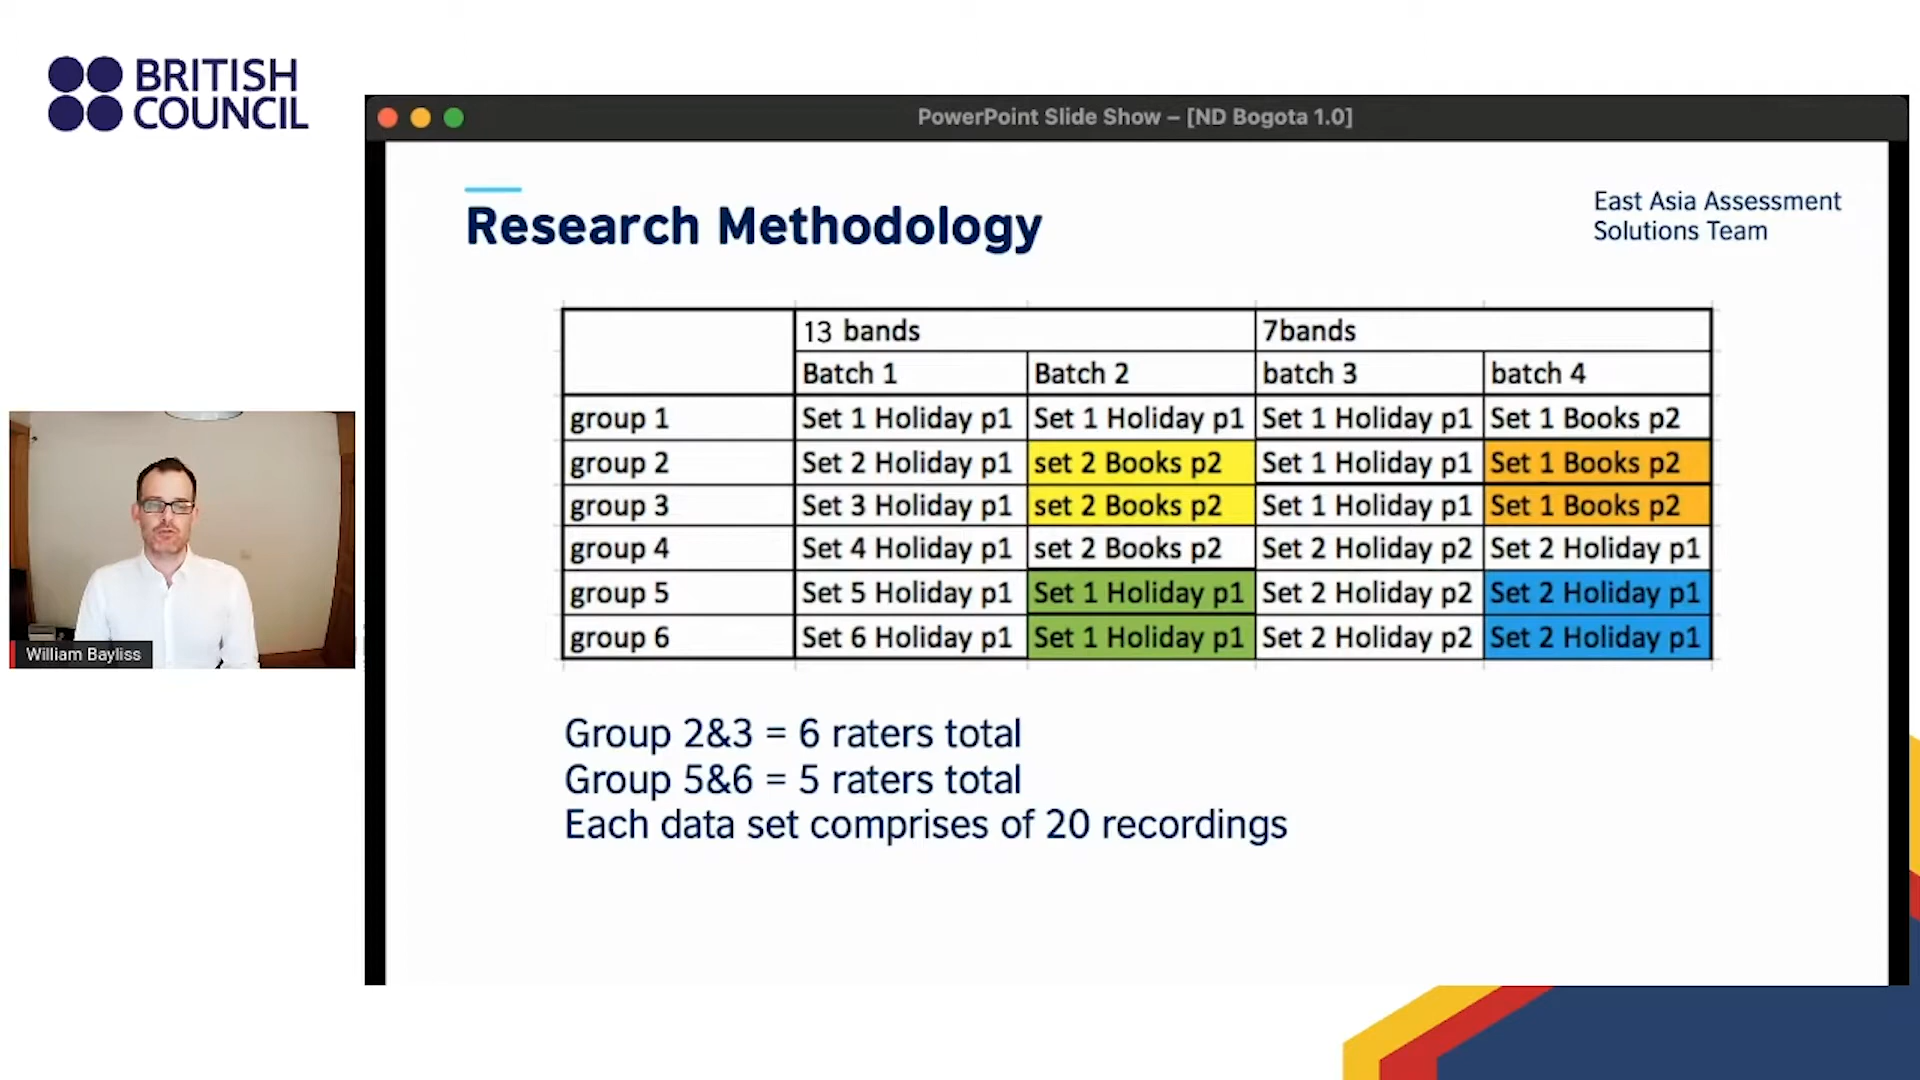 BRITISH
COUNCIL
PowerPoint Slide Show – [ND Bogota 1.0]
Research Methodology
East Asia Assessment
Solutions Team
13 bands 7bands
Batch 1 Batch 2 batch 3 batch 4
group 1 Set 1 Holiday p1 Set 1 Holiday p1 Set 1 Holiday p1 Set 1 Books p2
group 2 Set 2 Holiday p1 set 2 Books p2 Set 1 Holiday p1 Set 1 Books p2
group 3 Set 3 Holiday p1 set 2 Books p2 Set 1 Holiday p1 Set 1 Books p2
group 4 Set 4 Holiday p1 set 2 Books p2 Set 2 Holiday p2 Set 2 Holiday p1
group 5 Set 5 Holiday p1 Set 1 Holiday p1 Set 2 Holiday p2 Set 2 Holiday p1
group 6 Set 6 Holiday p1 Set 1 Holiday p1 Set 2 Holiday p2 Set 2 Holiday p1
William Bayliss
Group 2&3 = 6 raters total
Group 5&6 = 5 raters total
Each data set comprises of 20 recordings